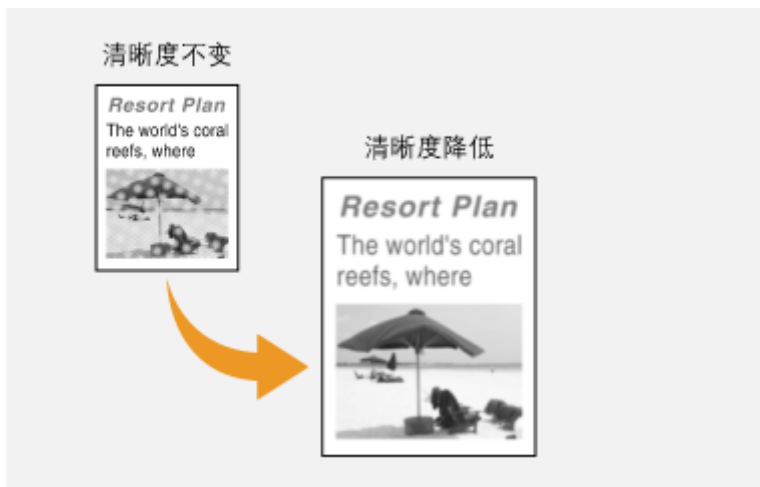 清晰度不变
Resort Plan
The world's coral
reefs, where
清晰度降低
Resort Plan
The world's coral
reefs, where